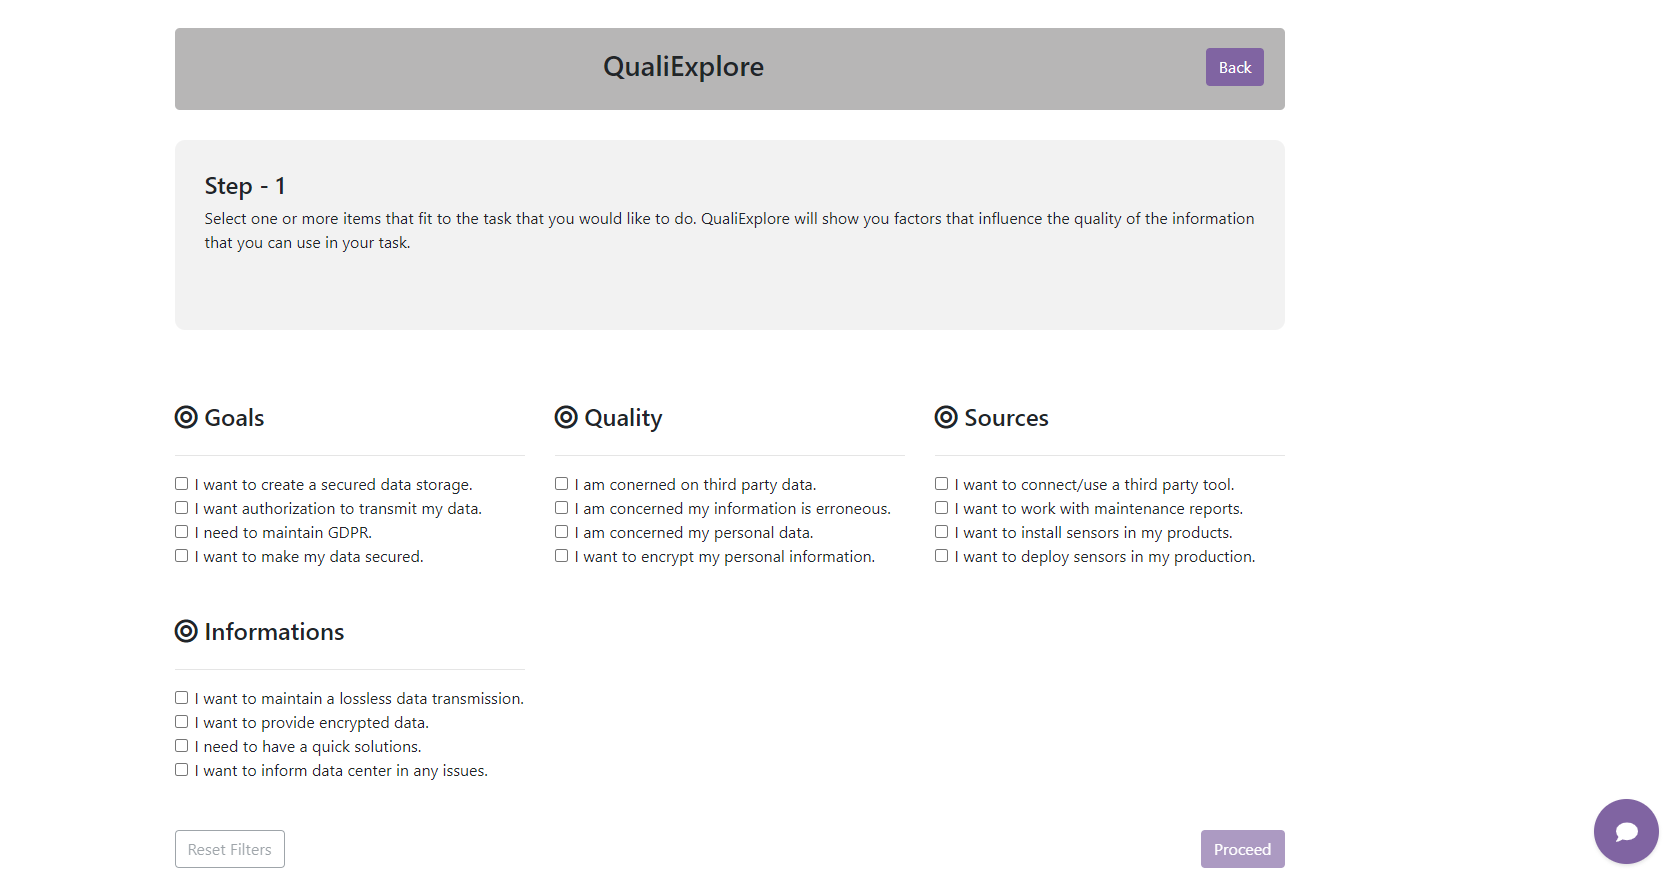 QualiExplore
Back
Step - 1
Select one or more items that fit to the task that you would like to do. QualiExplore will show you factors that influence the quality of the information
that you can use in your task.
Goals
I want to create a secured data storage.
I want authorization to transmit my data.
I need to maintain GDPR.
I want to make my data secured.
Quality
I am conerned on third party data.
I am concerned my information is erroneous.
I am concerned my personal data.
I want to encrypt my personal information.
Sources
I want to connect/use a third party tool.
I want to work with maintenance reports.
I want to install sensors in my products.
I want to deploy sensors in my production.
Informations
I want to maintain a lossless data transmission.
I want to provide encrypted data.
I need to have a quick solutions.
I want to inform data center in any issues.
Reset Filters
Proceed